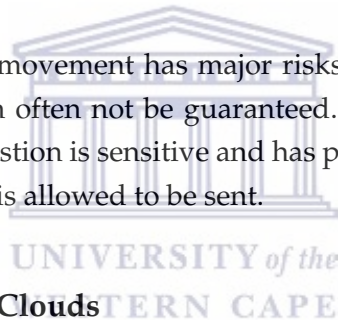 movement has major risks
often not be guaranteed.
stion is sensitive and has p
is allowed to be sent.
UNIVERSITY of the
Clouds
WESTERN CAPE